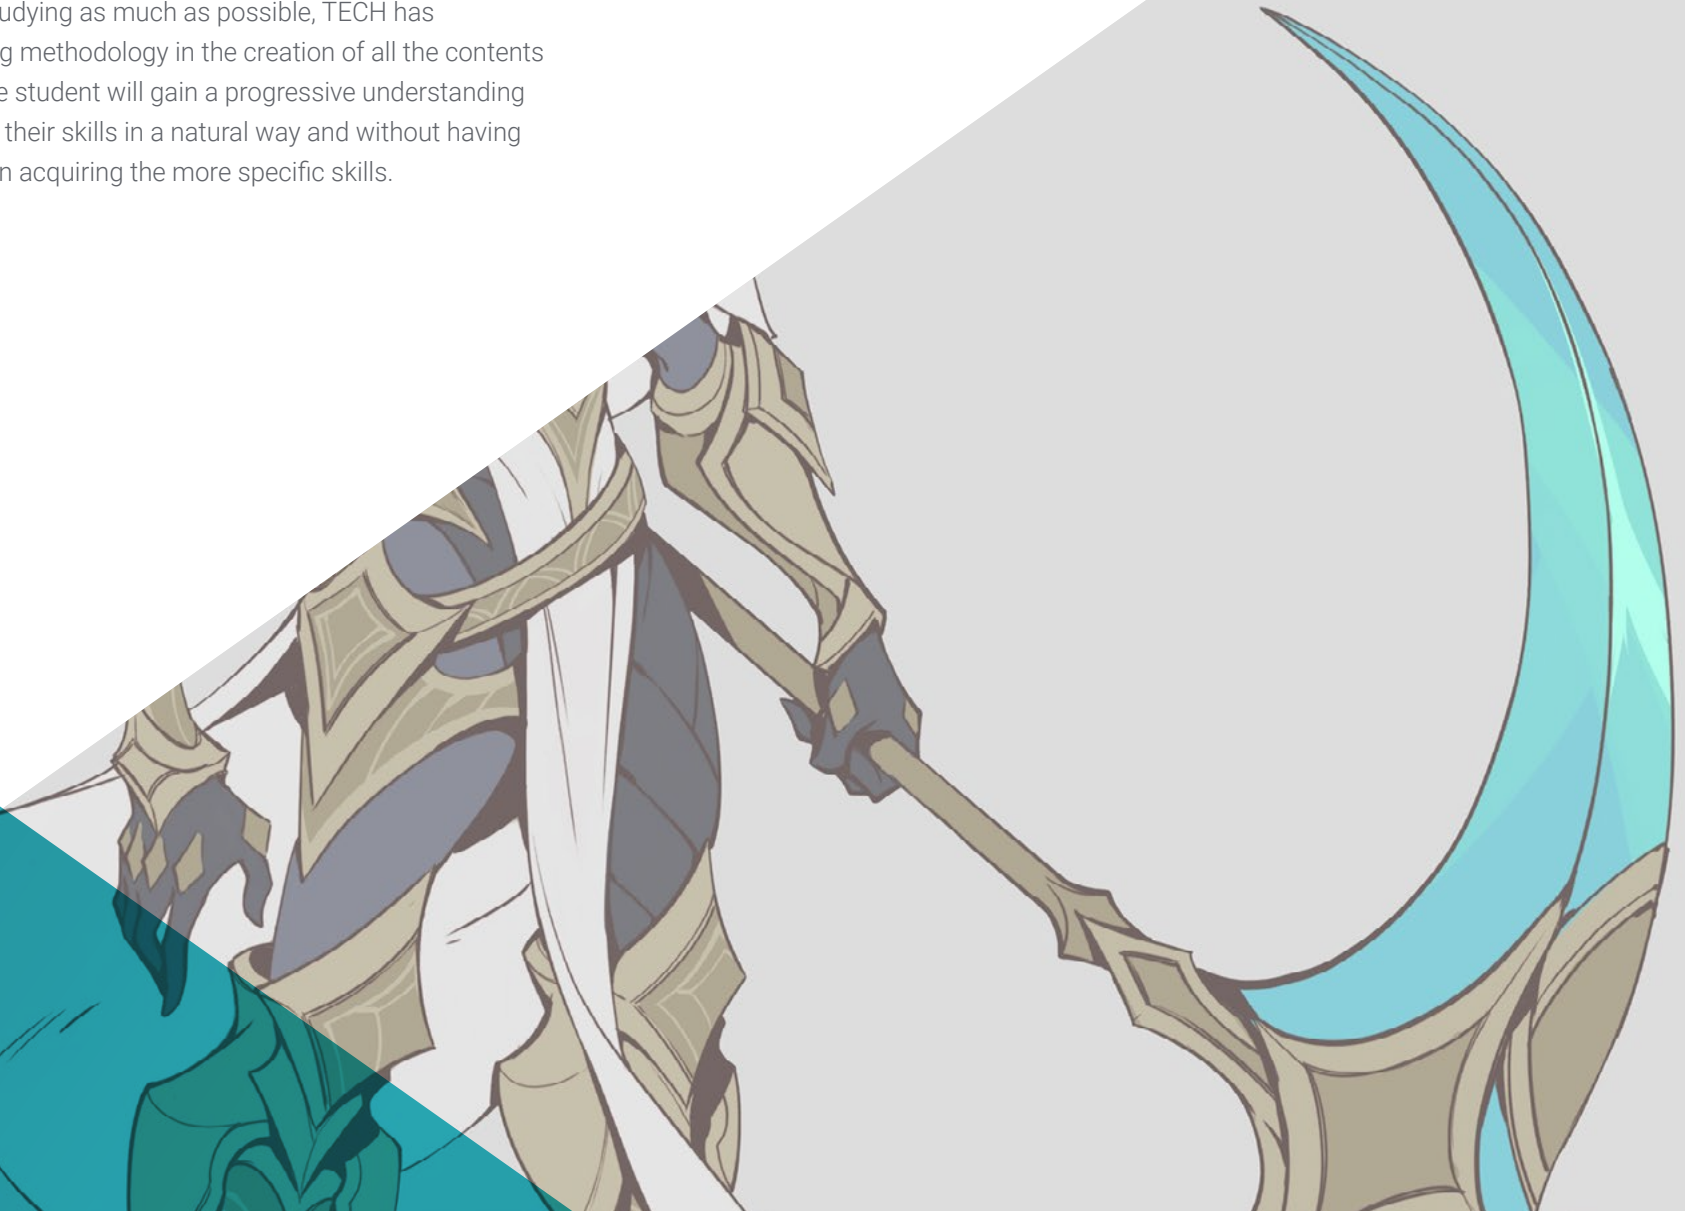 as much as possible, TECH has
methodology in the creation of all the contents
student will gain a progressive understanding
their skills in a natural way and without having
acquiring the more specific skills.